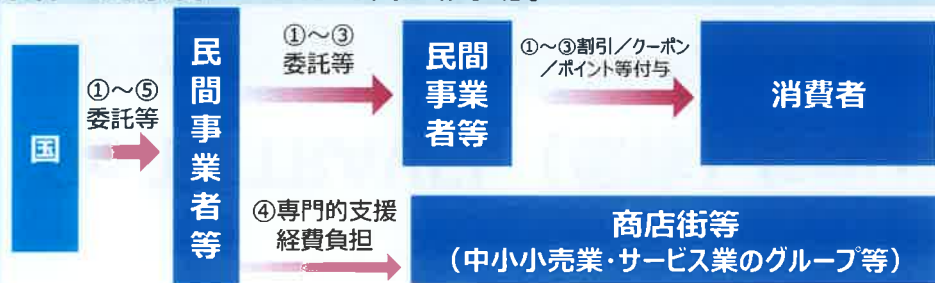 国
①～⑤
委託等
民間事業者等
①～③
委託等
民間
事業
者等
①～③割引／クーポン
／ポイント等付与
消費者
④専門的支援
経費負担
商店街等
（中小小売業・サービス業のグループ等）